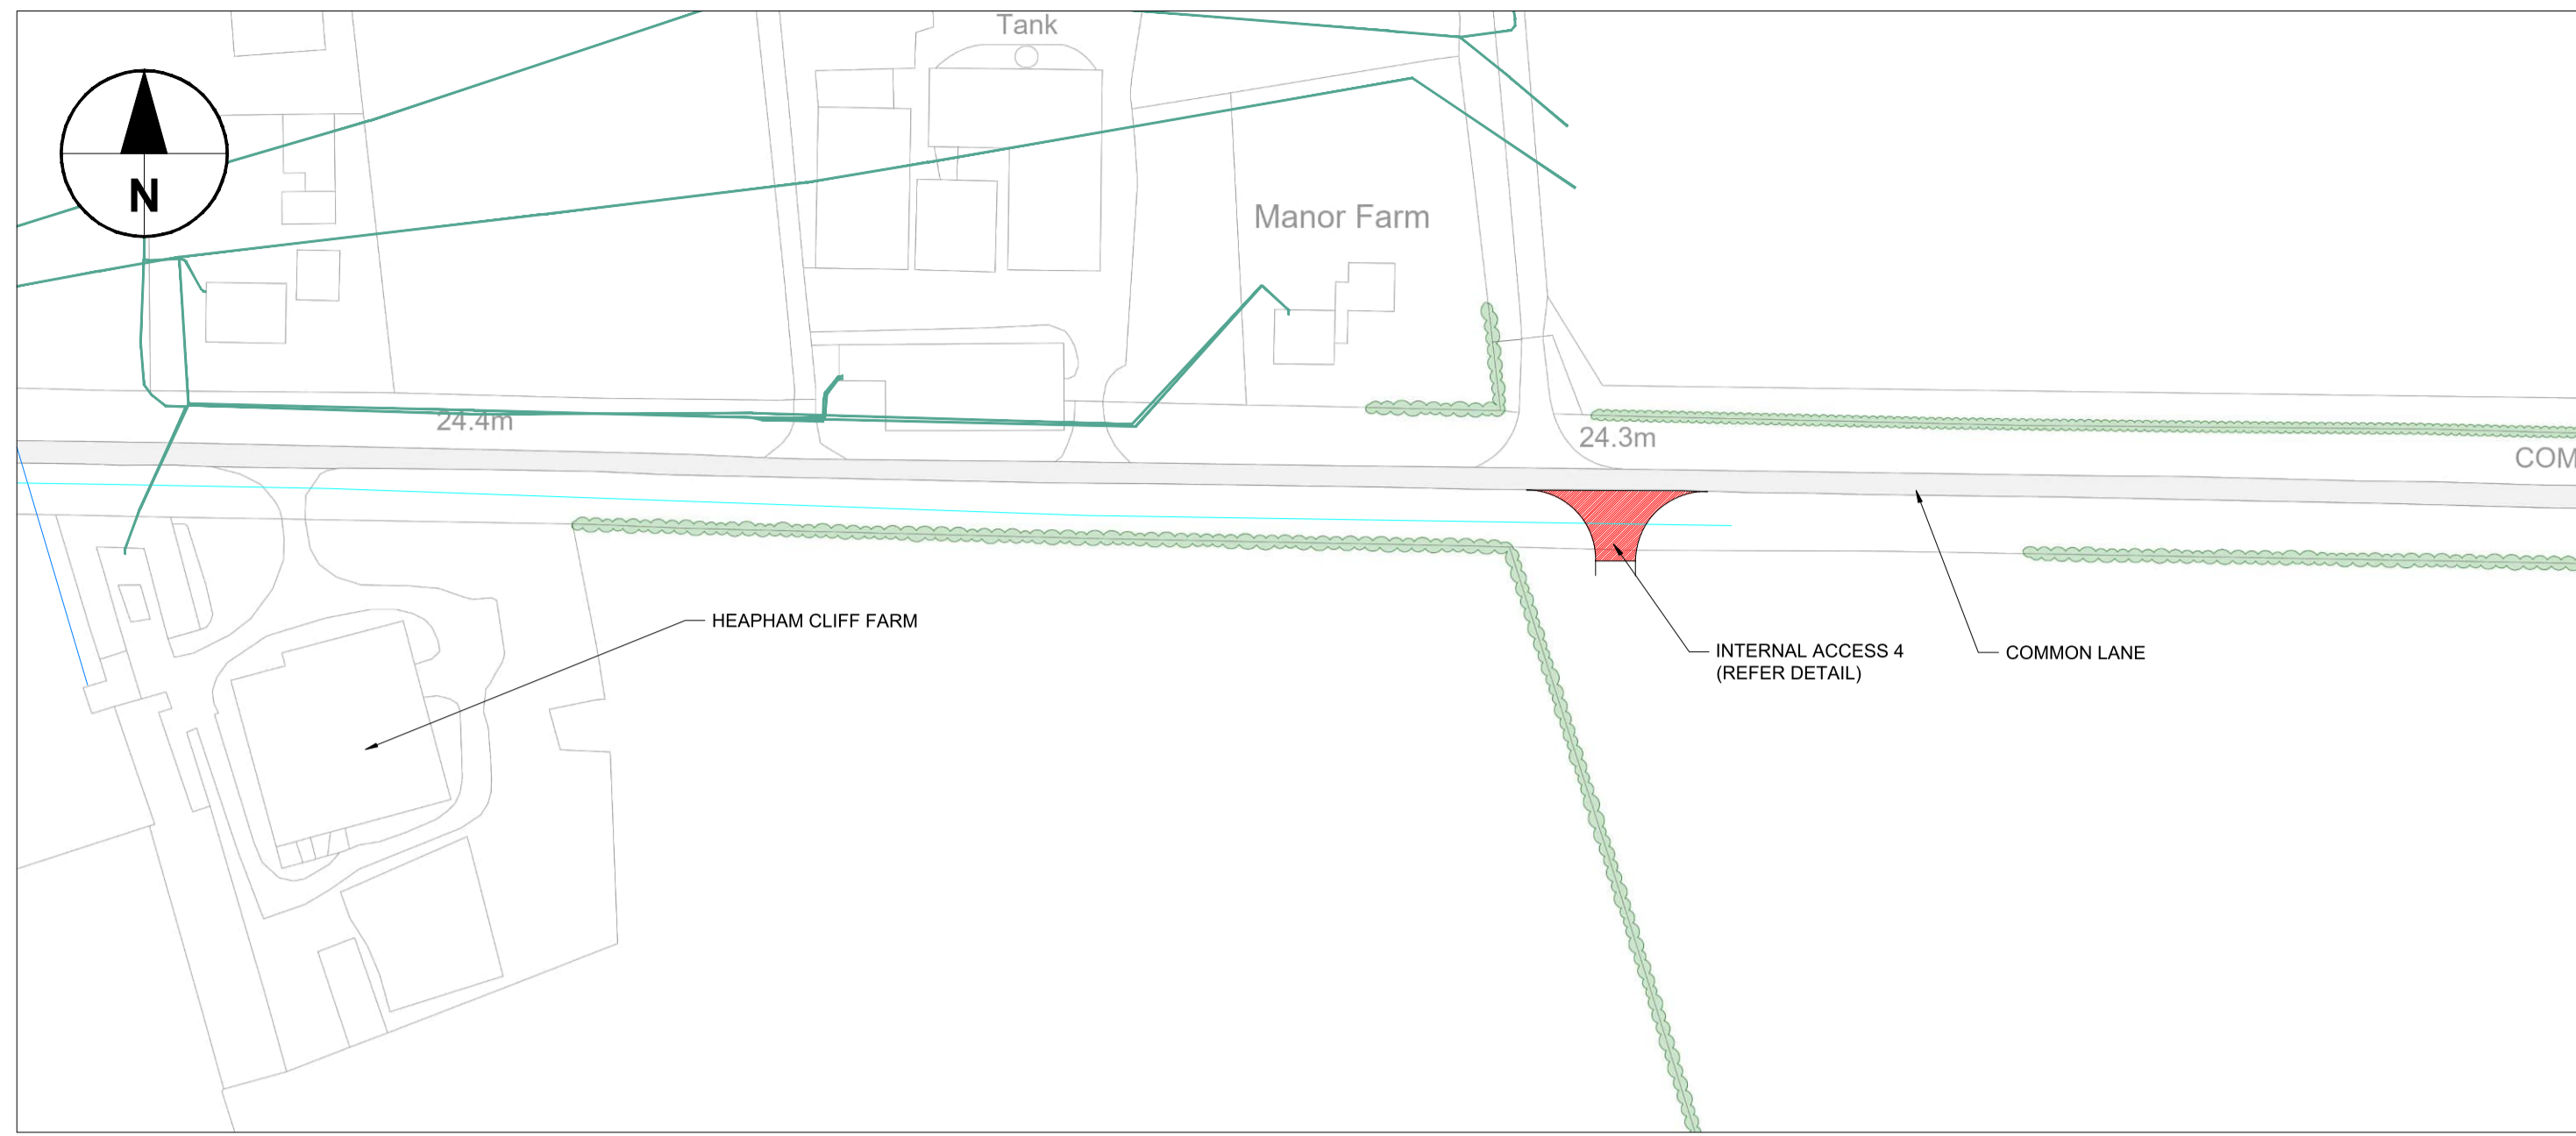 Tank
N
Manor Farm
24.4m
24.3m
COM
HEAPHAM CLIFF FARM
INTERNAL ACCESS 4
(REFER DETAIL)
COMMON LANE